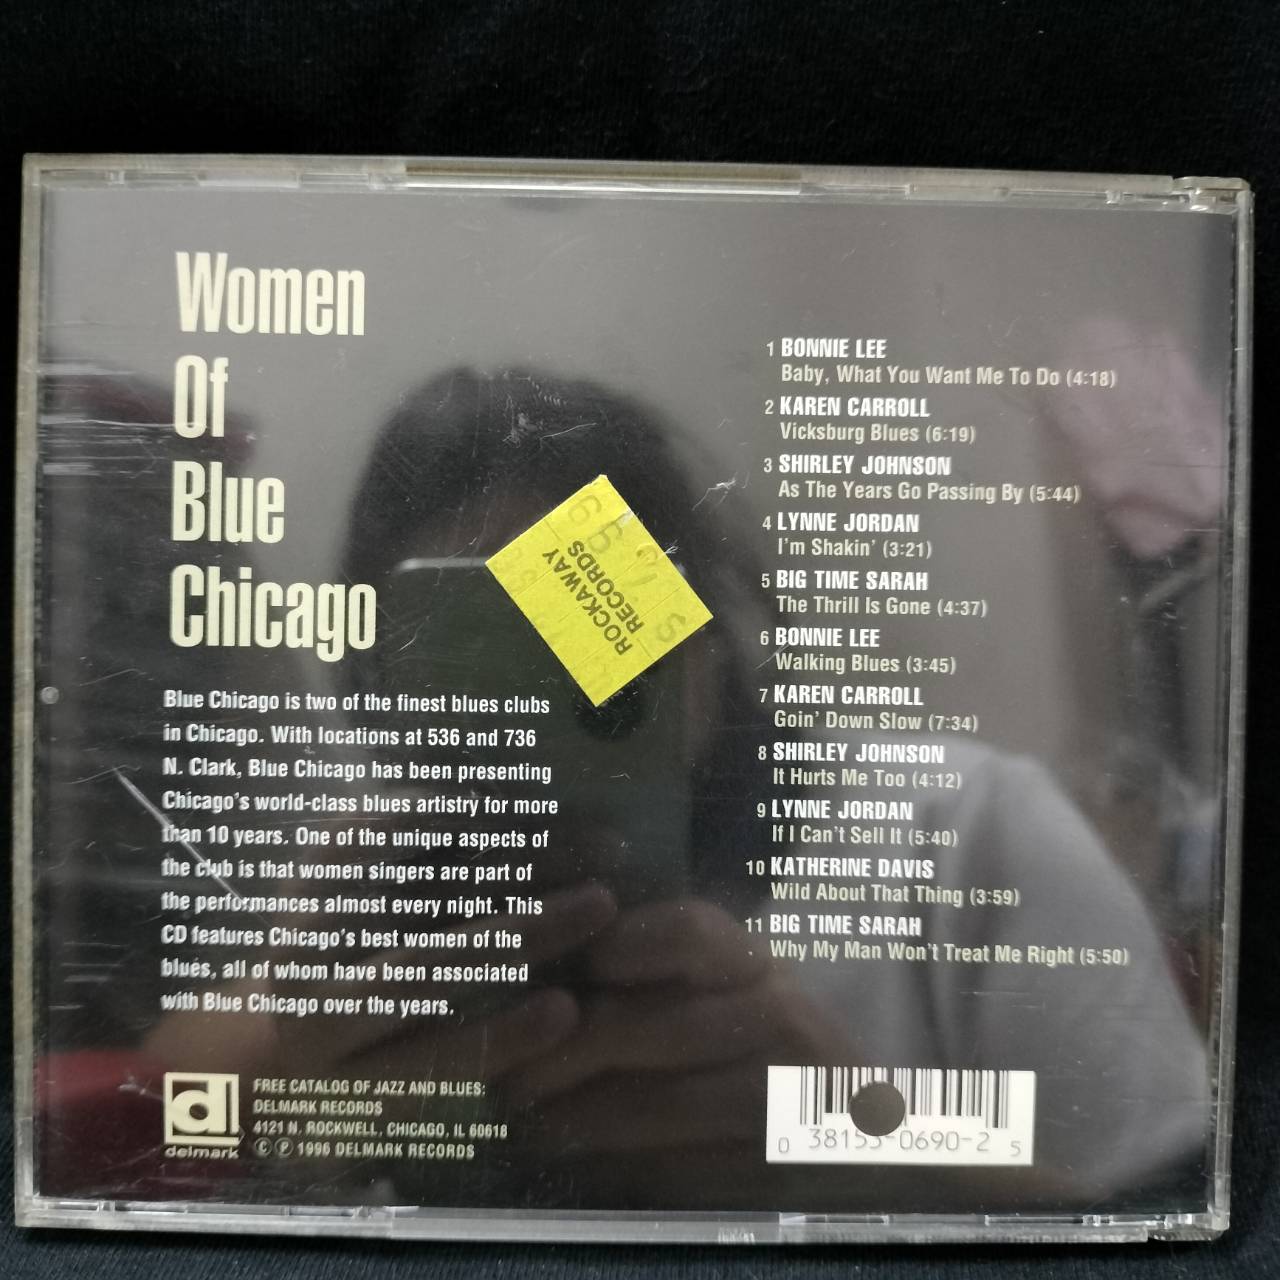 Women
Of
Blue
Chicago
Blue Chicago is two of the finest blues clubs
in Chicago. With locations at 536 and 736
N. Clark, Blue Chicago has been presenting
Chicago's world-class blues artistry for more
than 10 years. One of the unique aspects of
the club is that women singers are part of
the performances almost every night. This
CD features Chicago's best women of the
blues, all of whom have been associated
with Blue Chicago over the years.
1 BONNIE LEE
Baby, What You Want Me To Do (4:18)
2 KAREN CARROLL
Vicksburg Blues (6:19)
3 SHIRLEY JOHNSON
As The Years Go Passing By (5:44)
4 LYNNE JORDAN
I'm Shakin' (3:21)
5 BIG TIME SARAH
The Thrill Is Gone (4:37)
6 BONNIE LEE
Walking Blues (3:45)
7 KAREN CARROLL
Goin' Down Slow (7:34)
8 SHIRLEY JOHNSON
It Hurts Me Too (4:12)
9 LYNNE JORDAN
If I Can't Sell It (5:40)
10 KATHERINE DAVIS
Wild About That Thing (3:59)
11 BIG TIME SARAH
Why My Man Won't Treat Me Right (5:50)
ROCKAWAY
RECORDS
dl
delmark
FREE CATALOG OF JAZZ AND BLUES:
DELMARK RECORDS
4121 N. ROCKWELL, CHICAGO, IL 60618
© ℗ 1996 DELMARK RECORDS
0 38153-0690-2 5